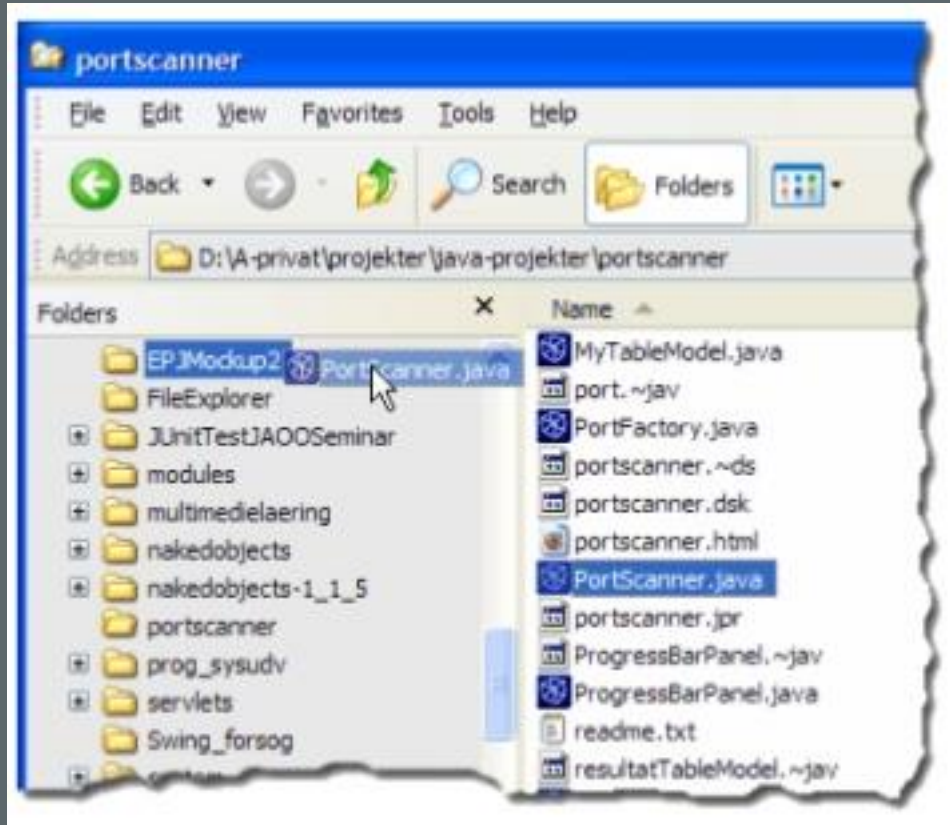 portscanner
File Edit View Favorites Tools Help
Back Search Folders
Address D:\A-privat\projekter\java-projekter\portscanner
Folders
EPJMockup2 PortScanner.java
FileExplorer
JUnitTestJAOOSeminar
modules
multimedielaering
nakedobjects
nakedobjects-1_1_5
portscanner
prog_sysudv
servlets
Swing_forsog
Name
MyTableModel.java
port.~jav
PortFactory.java
portscanner.~ds
portscanner.dsk
portscanner.html
PortScanner.java
portscanner.jpr
ProgressBarPanel.~jav
ProgressBarPanel.java
readme.txt
resultatTableModel.~jav